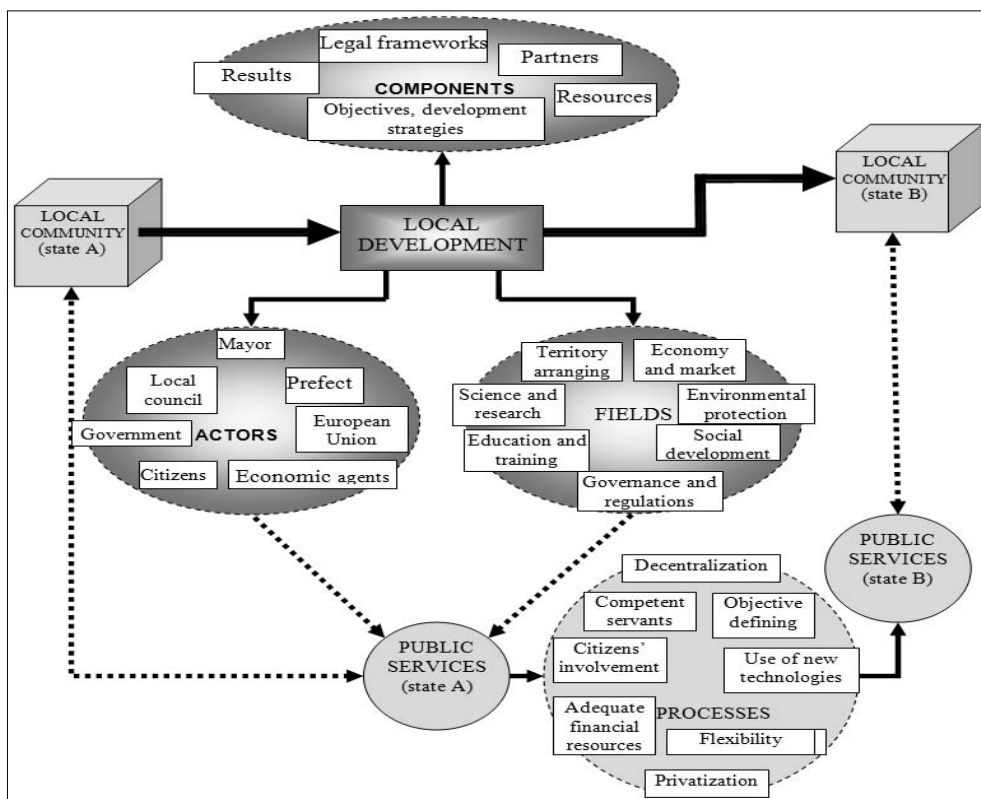 Legal frameworks
Partners
Results
COMPONENTS
Resources
Objectives, development
strategies
LOCAL
COMMUNITY
(state B)
LOCAL
COMMUNITY
(state A)
LOCAL
DEVELOPMENT
Mayor
Local
council
Prefect
Government
ACTORS
European
Union
Citizens
Economic agents
Territory
arranging
Economy
and market
Science and
research
FIELDS
Environmental
protection
Education and
training
Social
development
Governance and
regulations
PUBLIC
SERVICES
(state A)
Decentralization
Competent
servants
Objective
defining
Citizens’
involvement
Use of new
technologies
Adequate
financial
resources
PROCESSES
Flexibility
Privatization
PUBLIC
SERVICES
(state B)